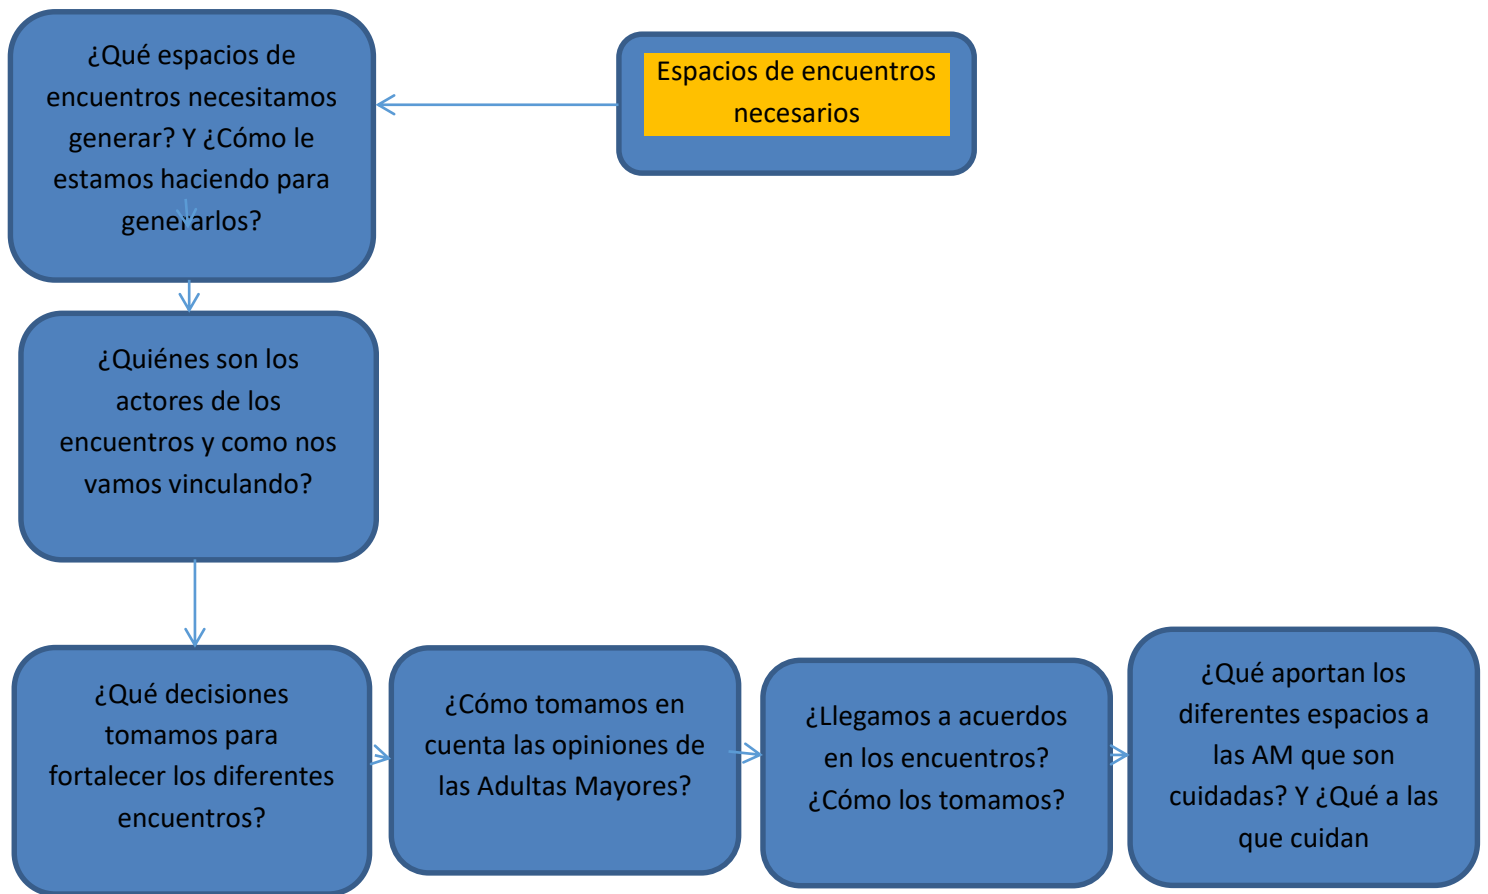 ¿Qué espacios de
encuentros necesitamos
generar? Y ¿Cómo le
estamos haciendo para
generarlos?
Espacios de encuentros
necesarios
¿Quiénes son los
actores de los
encuentros y como nos
vamos vinculando?
¿Qué decisiones
tomamos para
fortalecer los diferentes
encuentros?
¿Cómo tomamos en
cuenta las opiniones de
las Adultas Mayores?
¿Llegamos a acuerdos
en los encuentros?
¿Cómo los tomamos?
¿Qué aportan los
diferentes espacios a
las AM que son
cuidadas? Y ¿Qué a las
que cuidan